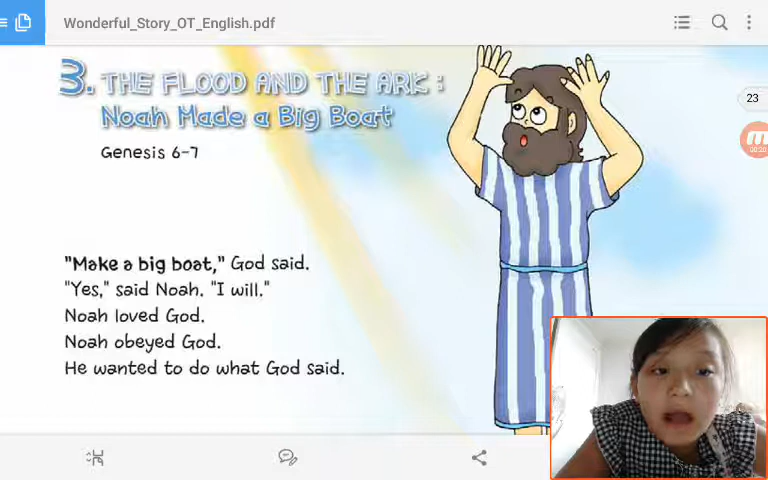 Wonderful_Story_OT_English.pdf
23
3. THE FLOOD AND THE ARK :
Noah Made a Big Boat
Genesis 6-7
"Make a big boat," God said.
"Yes," said Noah. "I will."
Noah loved God.
Noah obeyed God.
He wanted to do what God said.